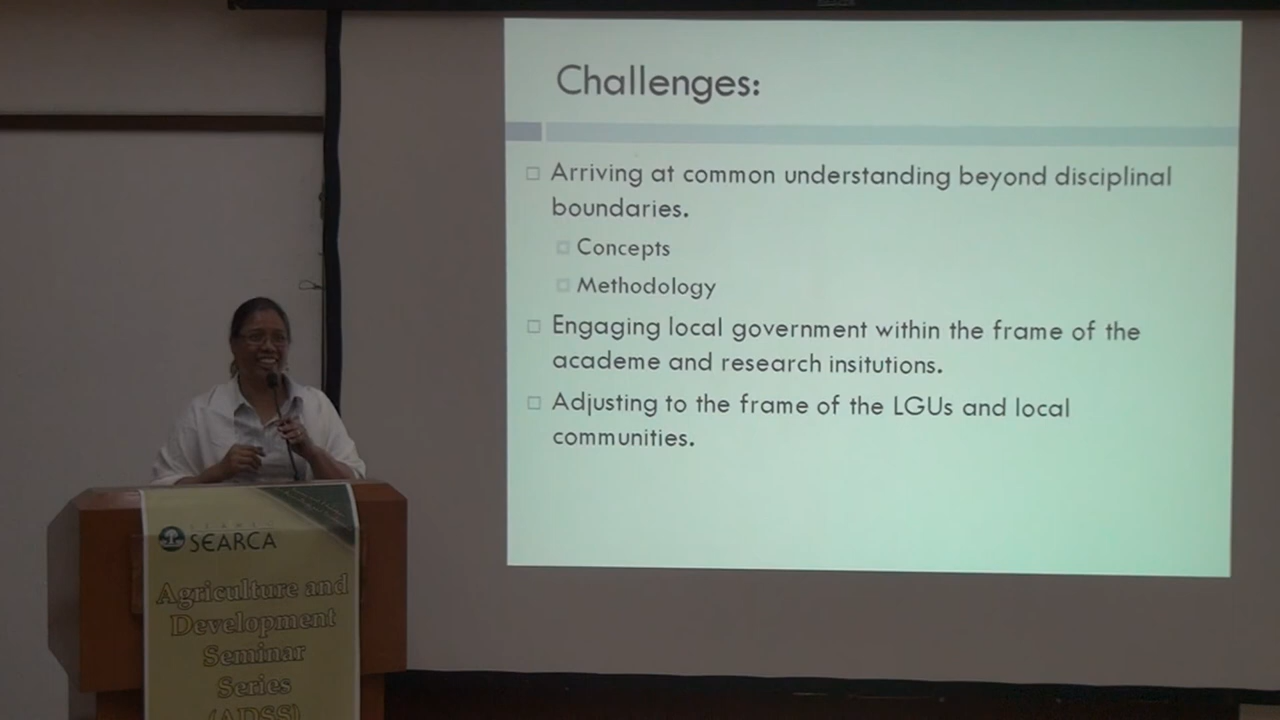 Challenges:
Arriving at common understanding beyond disciplinal
boundaries.
Concepts
Methodology
Engaging local government within the frame of the
academe and research insitutions.
Adjusting to the frame of the LGUs and local
communities.
SEARCA
Agriculture and
Development
Seminar
Series
(ADSS)